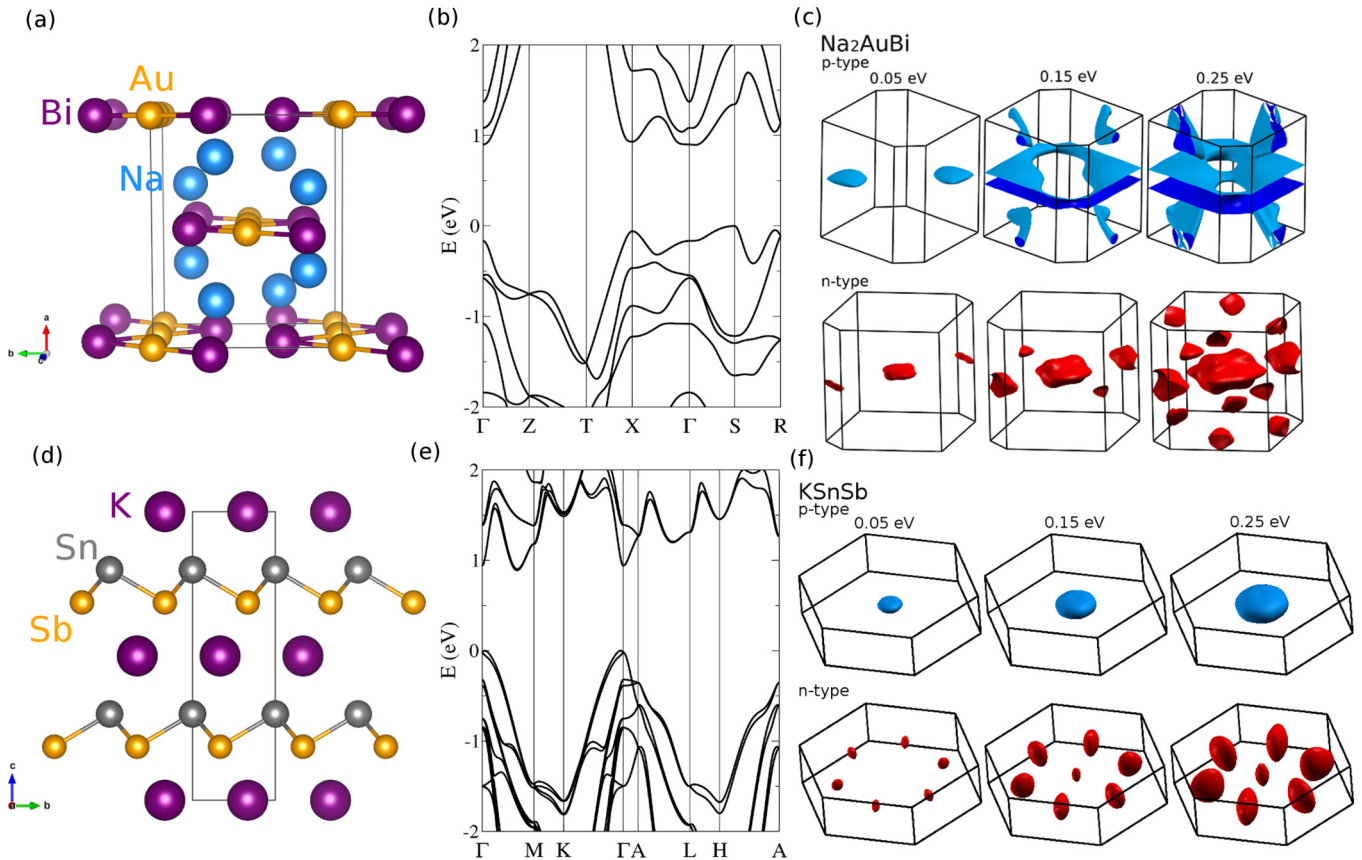 (a)
Au
Bi
Na
a
b
c
(b)
2
1
0
-1
-2
E (eV)
Γ Z T X Γ S R
(c)
Na₂AuBi
p-type
0.05 eV 0.15 eV 0.25 eV
n-type
(d)
K
Sn
Sb
c
a
b
(e)
2
1
0
-1
-2
E (eV)
Γ M K Γ A L H A
(f)
KSnSb
p-type
0.05 eV 0.15 eV 0.25 eV
n-type